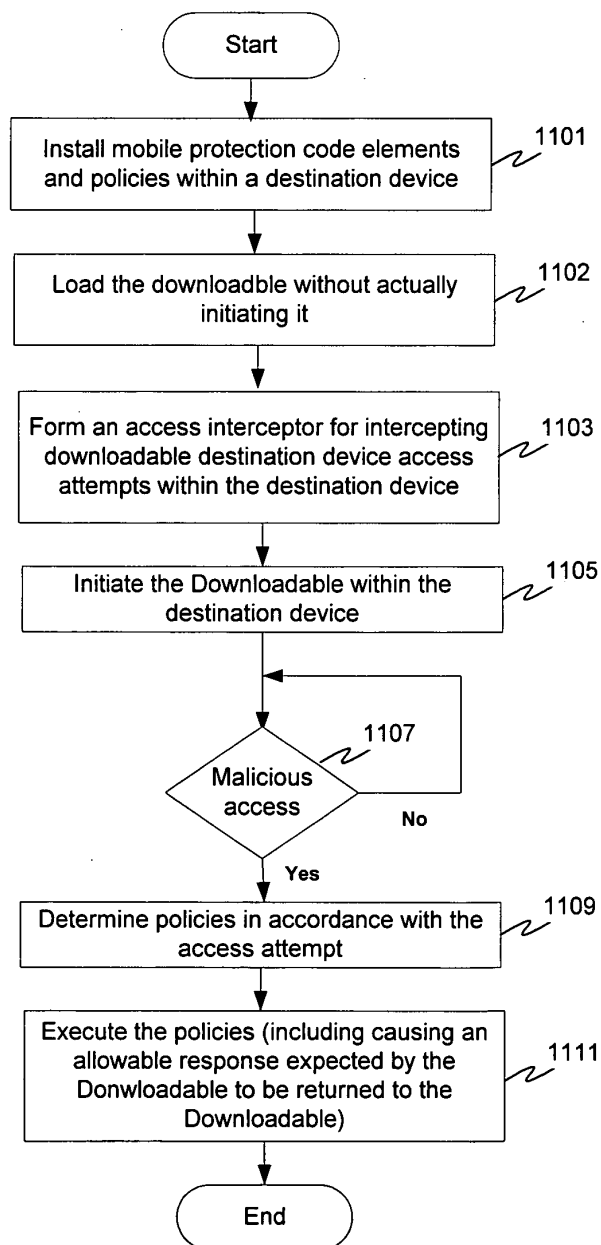 Start
Install mobile protection code elements
and policies within a destination device
1101
Load the downloadble without actually
initiating it
1102
Form an access interceptor for intercepting
downloadable destination device access
attempts within the destination device
1103
Initiate the Downloadable within the
destination device
1105
1107
Malicious
access
No
Yes
Determine policies in accordance with the
access attempt
1109
Execute the policies (including causing an
allowable response expected by the
Donwloadable to be returned to the
Downloadable)
1111
End